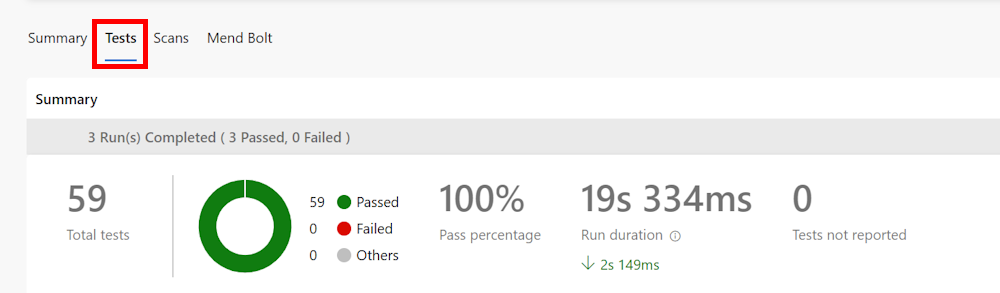 Summary Tests Scans Mend Bolt
Summary
3 Run(s) Completed ( 3 Passed, 0 Failed )
59
Total tests
59 Passed
0 Failed
0 Others
100%
Pass percentage
19s 334ms
Run duration
2s 149ms
0
Tests not reported